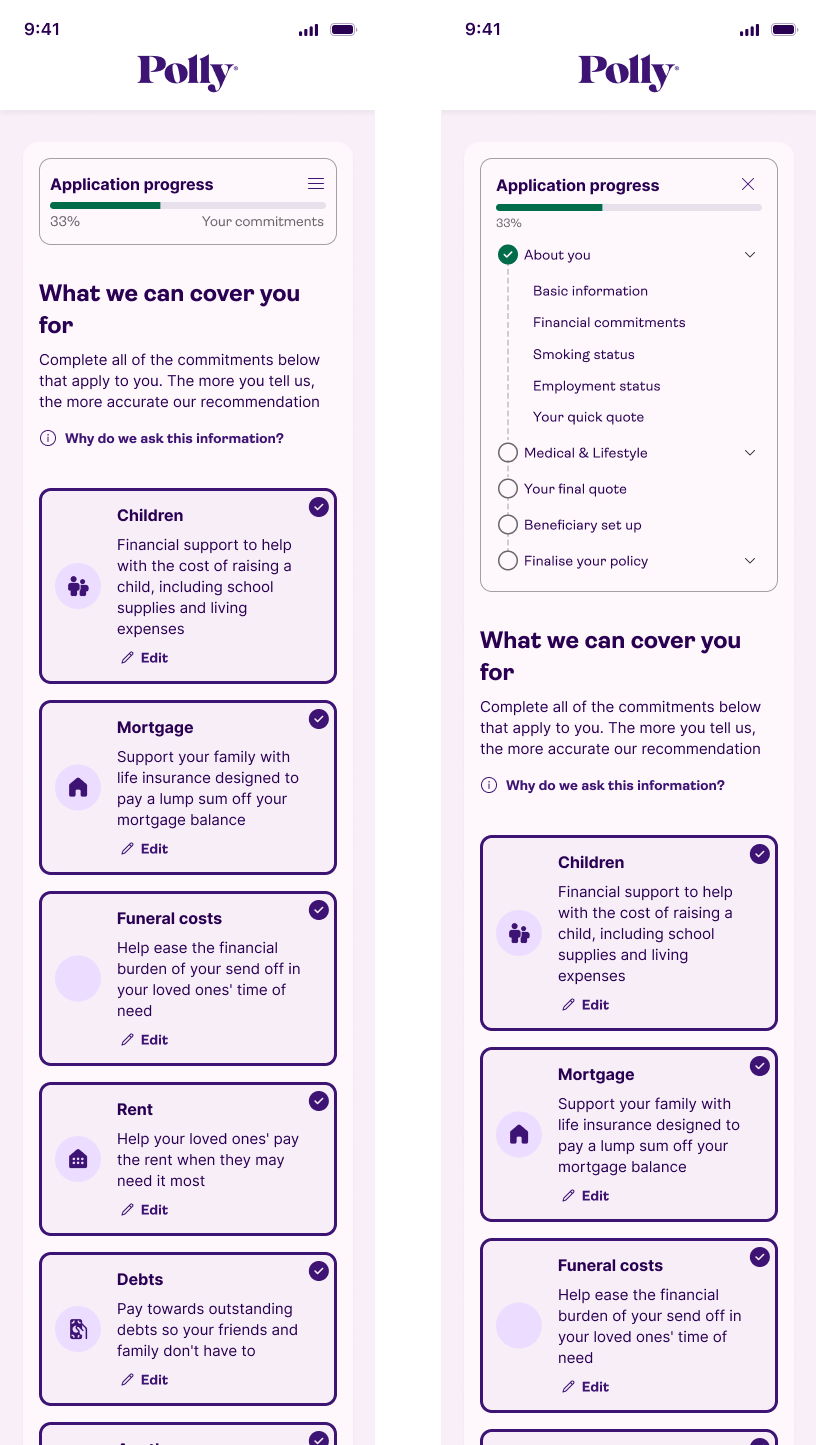 9:41
Polly
Application progress
33%
Your commitments
What we can cover you
for
Complete all of the commitments below
that apply to you. The more you tell us,
the more accurate our recommendation
Why do we ask this information?
Children
Financial support to help
with the cost of raising a
child, including school
supplies and living
expenses
Edit
Mortgage
Support your family with
life insurance designed to
pay a lump sum off your
mortgage balance
Edit
Funeral costs
Help ease the financial
burden of your send off in
your loved ones' time of
need
Edit
Rent
Help your loved ones' pay
the rent when they may
need it most
Edit
Debts
Pay towards outstanding
debts so your friends and
family don't have to
Edit
9:41
Polly
Application progress
33%
About you
Basic information
Financial commitments
Smoking status
Employment status
Your quick quote
Medical & Lifestyle
Your final quote
Beneficiary set up
Finalise your policy
What we can cover you
for
Complete all of the commitments below
that apply to you. The more you tell us,
the more accurate our recommendation
Why do we ask this information?
Children
Financial support to help
with the cost of raising a
child, including school
supplies and living
expenses
Edit
Mortgage
Support your family with
life insurance designed to
pay a lump sum off your
mortgage balance
Edit
Funeral costs
Help ease the financial
burden of your send off in
your loved ones' time of
need
Edit